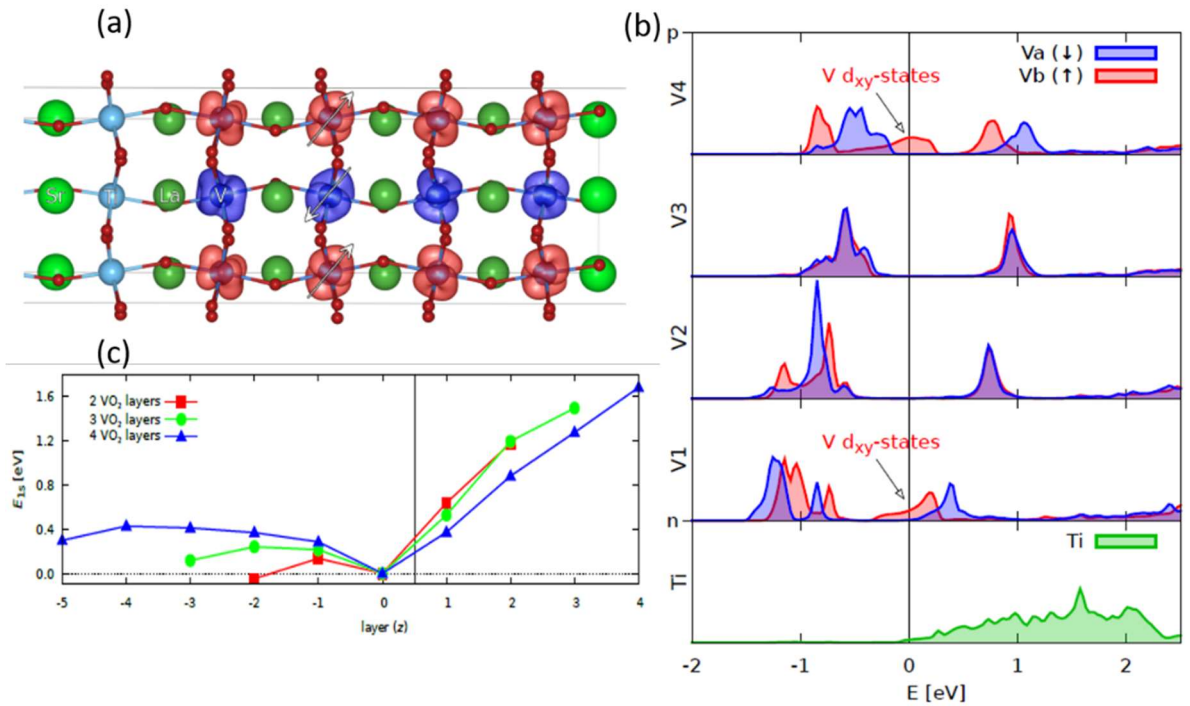 (a)
Sr Ti La V
(b)
p
Va (↓)
Vb (↑)
V dxy-states
V4
V3
V2
V1
V dxy-states
n
Ti
Ti
-2 -1 0 1 2
E [eV]
(c)
2 VO₂ layers
3 VO₂ layers
4 VO₂ layers
E1s [eV]
1.6
1.2
0.8
0.4
0.0
-5 -4 -3 -2 -1 0 1 2 3 4
layer (z)